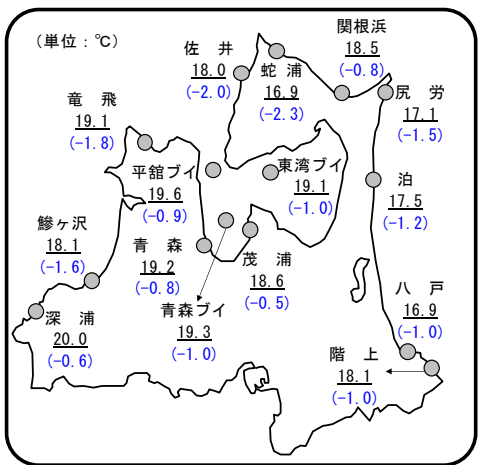 （単位：℃）
関根浜
18.5
(-0.8)
佐　井
18.0
(-2.0)
蛇　浦
16.9
(-2.3)
尻　労
17.1
(-1.5)
竜　飛
19.1
(-1.8)
平舘ブイ
19.6
(-0.9)
東湾ブイ
19.1
(-1.0)
泊
17.5
(-1.2)
鰺ヶ沢
18.1
(-1.6)
青　森
19.2
(-0.8)
茂　浦
18.6
(-0.5)
青森ブイ
19.3
(-1.0)
八　戸
16.9
(-1.0)
深　浦
20.0
(-0.6)
階　上
18.1
(-1.0)